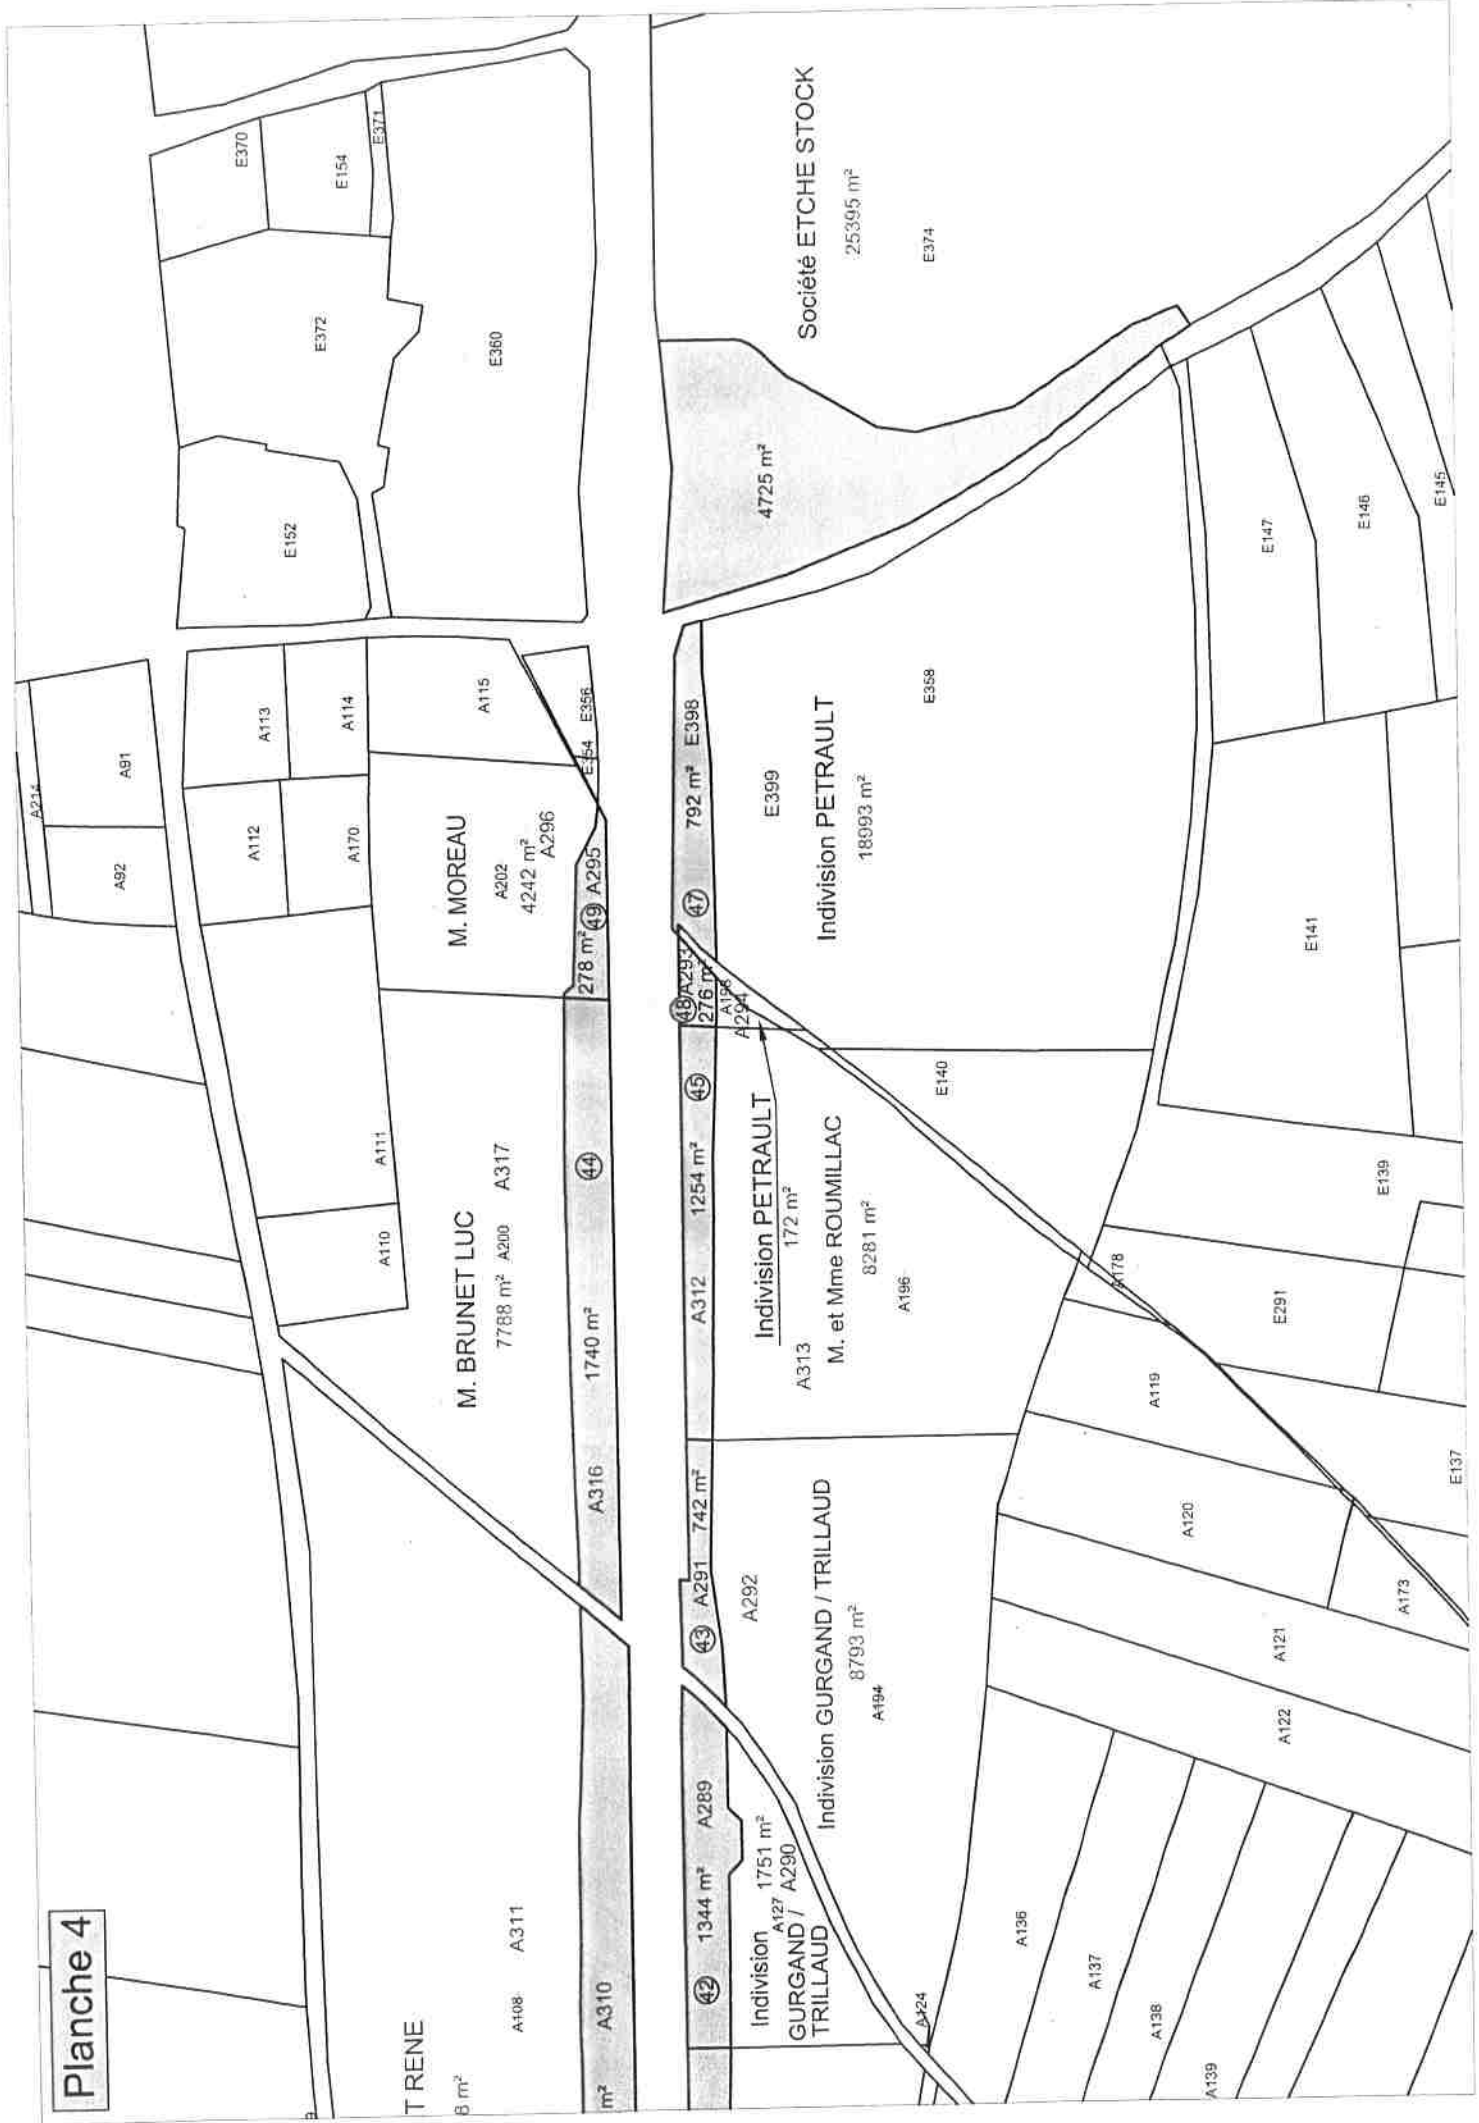 Planche 4
E370
E154
E371
E372
E360
E152
Société ETCHE STOCK
25395 m²
E374
4725 m²
E147
E146
E145
A214
A91
A92
A113
A114
A115
A112
A170
E356
E354
M. MOREAU
A202
4242 m²
A296
278 m² 49 A295
A111
A110
M. BRUNET LUC
7788 m² A200 A317
A316 1740 m² 44
47 792 m² E398
E399
E358
Indivision PETRAULT
18993 m²
48 A293
276 m²
A294
A312 1254 m² 45
Indivision PETRAULT
172 m²
A313
M. et Mme ROUMILLAC
8281 m²
A196
E140
E141
E139
E291
A178
A119
A120
E137
A173
A121
A122
43 A291 742 m²
A292
Indivision GURGAND / TRILLAUD
8793 m²
A194
42 1344 m² A289
Indivision 1751 m²
A127
GURGAND / A290
TRILLAUD
A124
A136
A137
A138
A139
T RENE
8 m²
A108 A311
m² A310